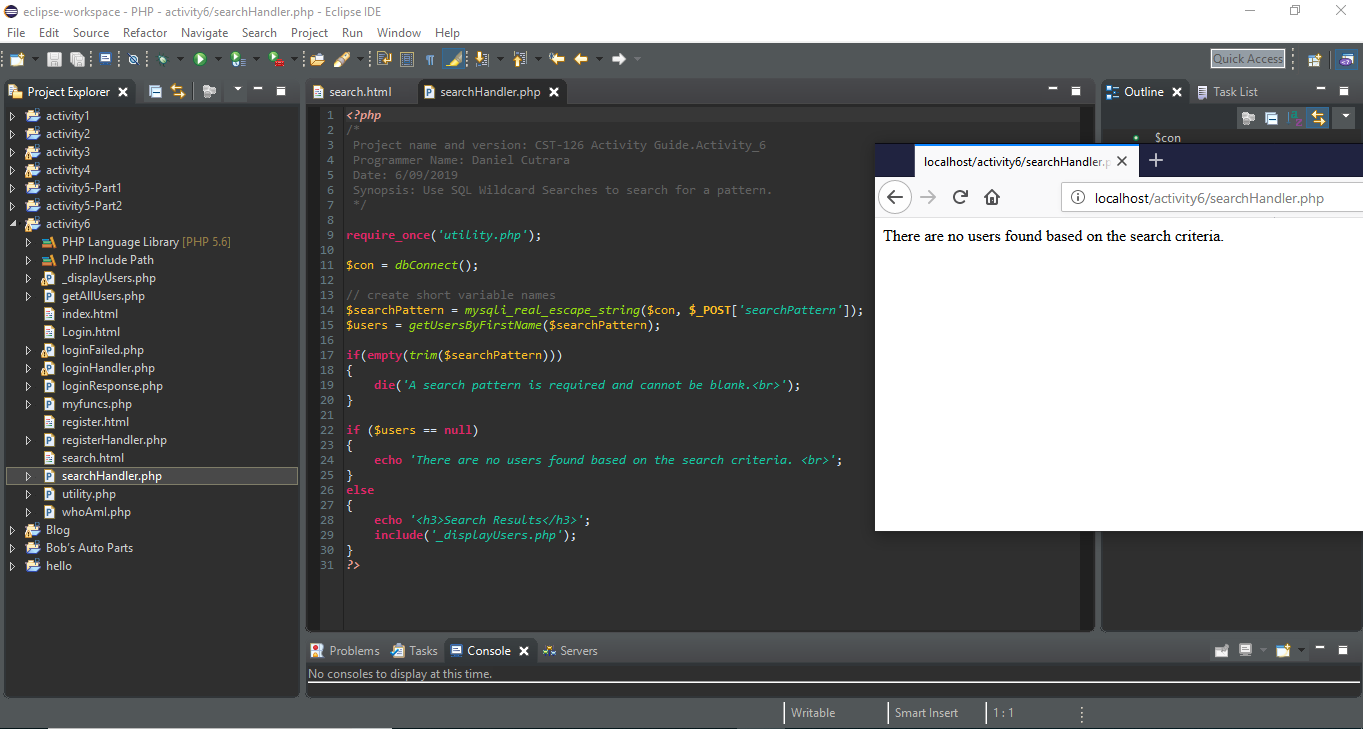 eclipse-workspace - PHP - activity6/searchHandler.php - Eclipse IDE
File Edit Source Refactor Navigate Search Project Run Window Help
Quick Access
Project Explorer
search.html
searchHandler.php
Outline
Task List
activity1
activity2
activity3
activity4
activity5-Part1
activity5-Part2
activity6
PHP Language Library [PHP 5.6]
PHP Include Path
_displayUsers.php
getAllUsers.php
index.html
Login.html
loginFailed.php
loginHandler.php
loginResponse.php
myfuncs.php
register.html
registerHandler.php
search.html
searchHandler.php
utility.php
whoAmI.php
Blog
Bob's Auto Parts
hello
1 <?php
2 /*
3 Project name and version: CST-126 Activity Guide.Activity_6
4 Programmer Name: Daniel Cutrara
5 Date: 6/09/2019
6 Synopsis: Use SQL Wildcard Searches to search for a pattern.
7 */
8
9 require_once('utility.php');
10
11 $con = dbConnect();
12
13 // create short variable names
14 $searchPattern = mysqli_real_escape_string($con, $_POST['searchPattern']);
15 $users = getUsersByFirstName($searchPattern);
16
17 if(empty(trim($searchPattern)))
18 {
19 die('A search pattern is required and cannot be blank.<br>');
20 }
21
22 if ($users == null)
23 {
24 echo 'There are no users found based on the search criteria. <br>';
25 }
26 else
27 {
28 echo '<h3>Search Results</h3>';
29 include('_displayUsers.php');
30 }
31 ?>
$con
localhost/activity6/searchHandler.p
localhost/activity6/searchHandler.php
There are no users found based on the search criteria.
Problems Tasks Console Servers
No consoles to display at this time.
Writable Smart Insert 1 : 1